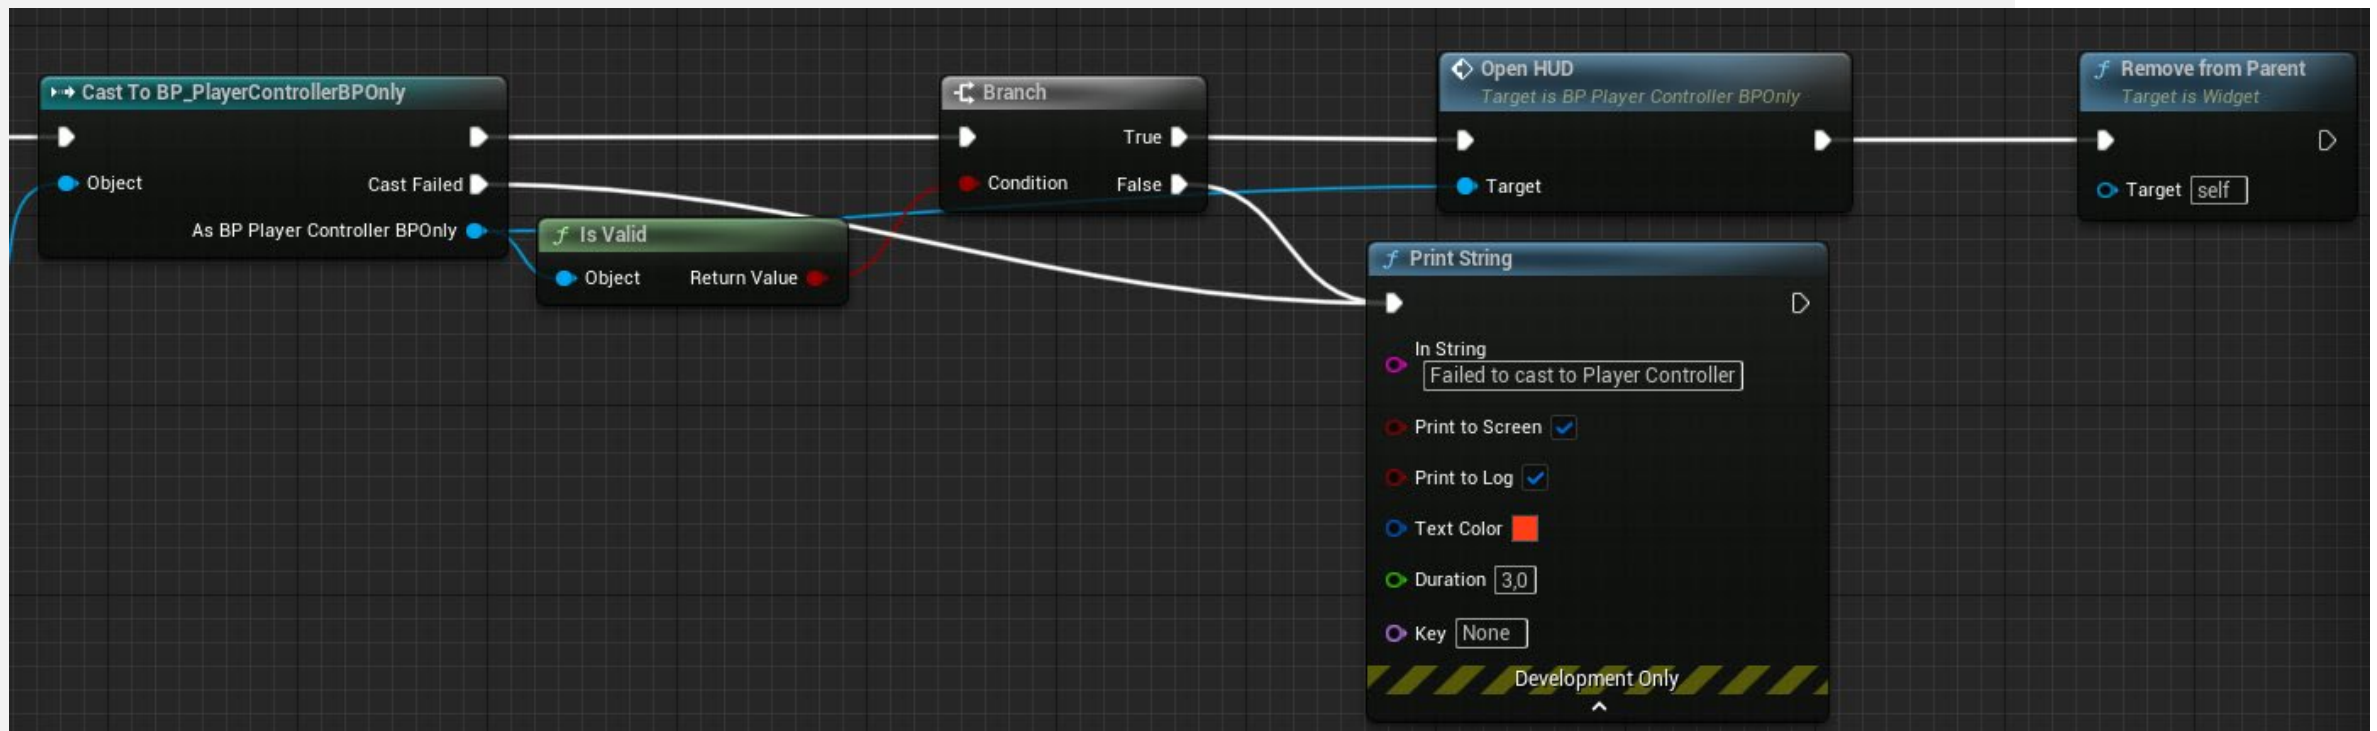 Cast To BP_PlayerControllerBPOnly
Object
Cast Failed
As BP Player Controller BPOnly
f Is Valid
Object
Return Value
Branch
True
Condition
False
Open HUD
Target is BP Player Controller BPOnly
Target
f Remove from Parent
Target is Widget
Target self
f Print String
In String
Failed to cast to Player Controller
Print to Screen
Print to Log
Text Color
Duration 3,0
Key None
Development Only